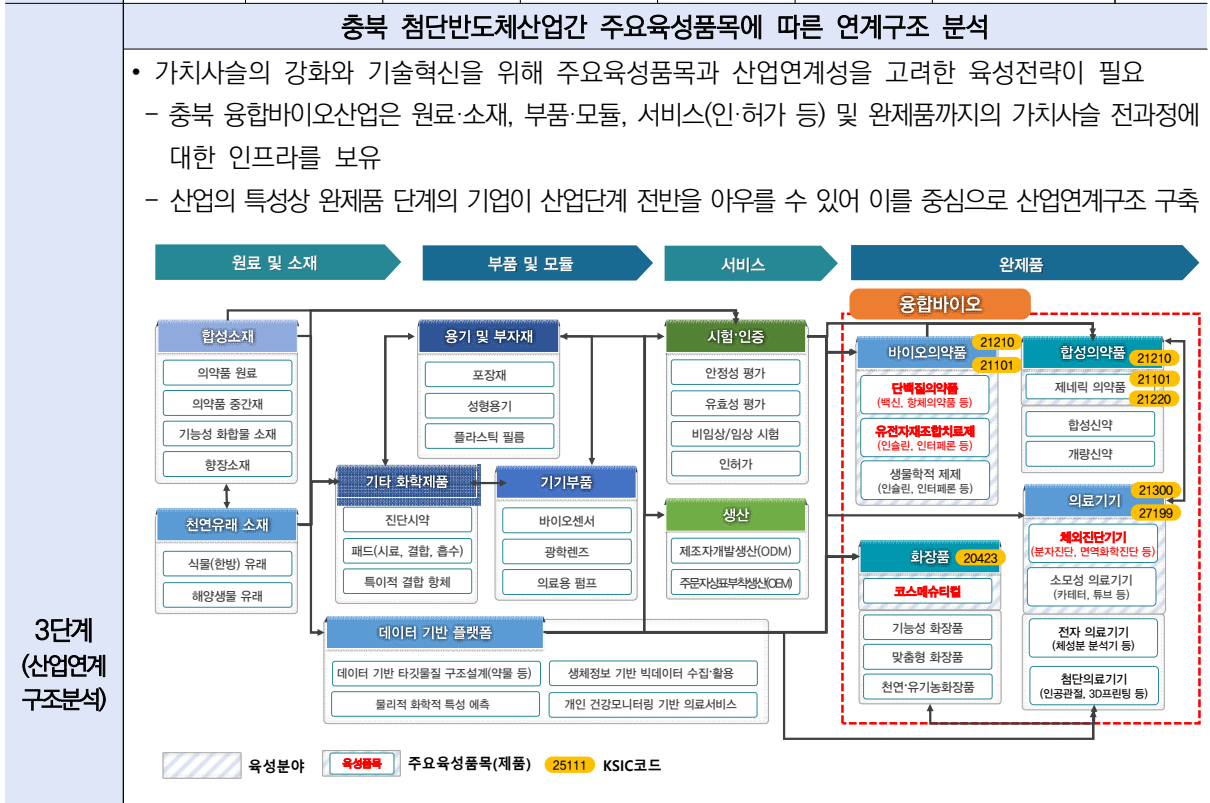 충북 첨단반도체산업간 주요육성품목에 따른 연계구조 분석
• 가치사슬의 강화와 기술혁신을 위해 주요육성품목과 산업연계성을 고려한 육성전략이 필요
– 충북 융합바이오산업은 원료·소재, 부품·모듈, 서비스(인·허가 등) 및 완제품까지의 가치사슬 전과정에
대한 인프라를 보유
– 산업의 특성상 완제품 단계의 기업이 산업단계 전반을 아우를 수 있어 이를 중심으로 산업연계구조 구축
3단계
(산업연계
구조분석)
원료 및 소재
부품 및 모듈
서비스
완제품
융합바이오
합성소재
의약품 원료
의약품 중간재
기능성 화합물 소재
향장소재
천연유래 소재
식물(한방) 유래
해양생물 유래
용기 및 부자재
포장재
성형용기
플라스틱 필름
기타 화학제품
진단시약
패드(시료, 결합, 흡수)
특이적 결합 항체
기기부품
바이오센서
광학렌즈
의료용 펌프
데이터 기반 플랫폼
데이터 기반 타깃물질 구조설계(약물 등)
생체정보 기반 빅데이터 수집·활용
물리적 화학적 특성 예측
개인 건강모니터링 기반 의료서비스
시험·인증
안정성 평가
유효성 평가
비임상/임상 시험
인허가
생산
제조자개발생산(ODM)
주문자상표부착생산(OEM)
바이오의약품
21210
21101
단백질의약품
(백신, 항체의약품 등)
유전자재조합치료제
(인슐린, 인터페론 등)
생물학적 제제
(인슐린, 인터페론 등)
합성의약품
21210
제네릭 의약품
21101
21220
합성신약
개량신약
화장품
20423
코스메슈티컬
기능성 화장품
맞춤형 화장품
천연·유기농화장품
의료기기
21300
27199
체외진단기기
(분자진단, 면역화학진단 등)
소모성 의료기기
(카테터, 튜브 등)
전자 의료기기
(체성분 분석기 등)
첨단의료기기
(인공관절, 3D프린팅 등)
육성분야
육성품목
주요육성품목(제품)
25111
KSIC코드